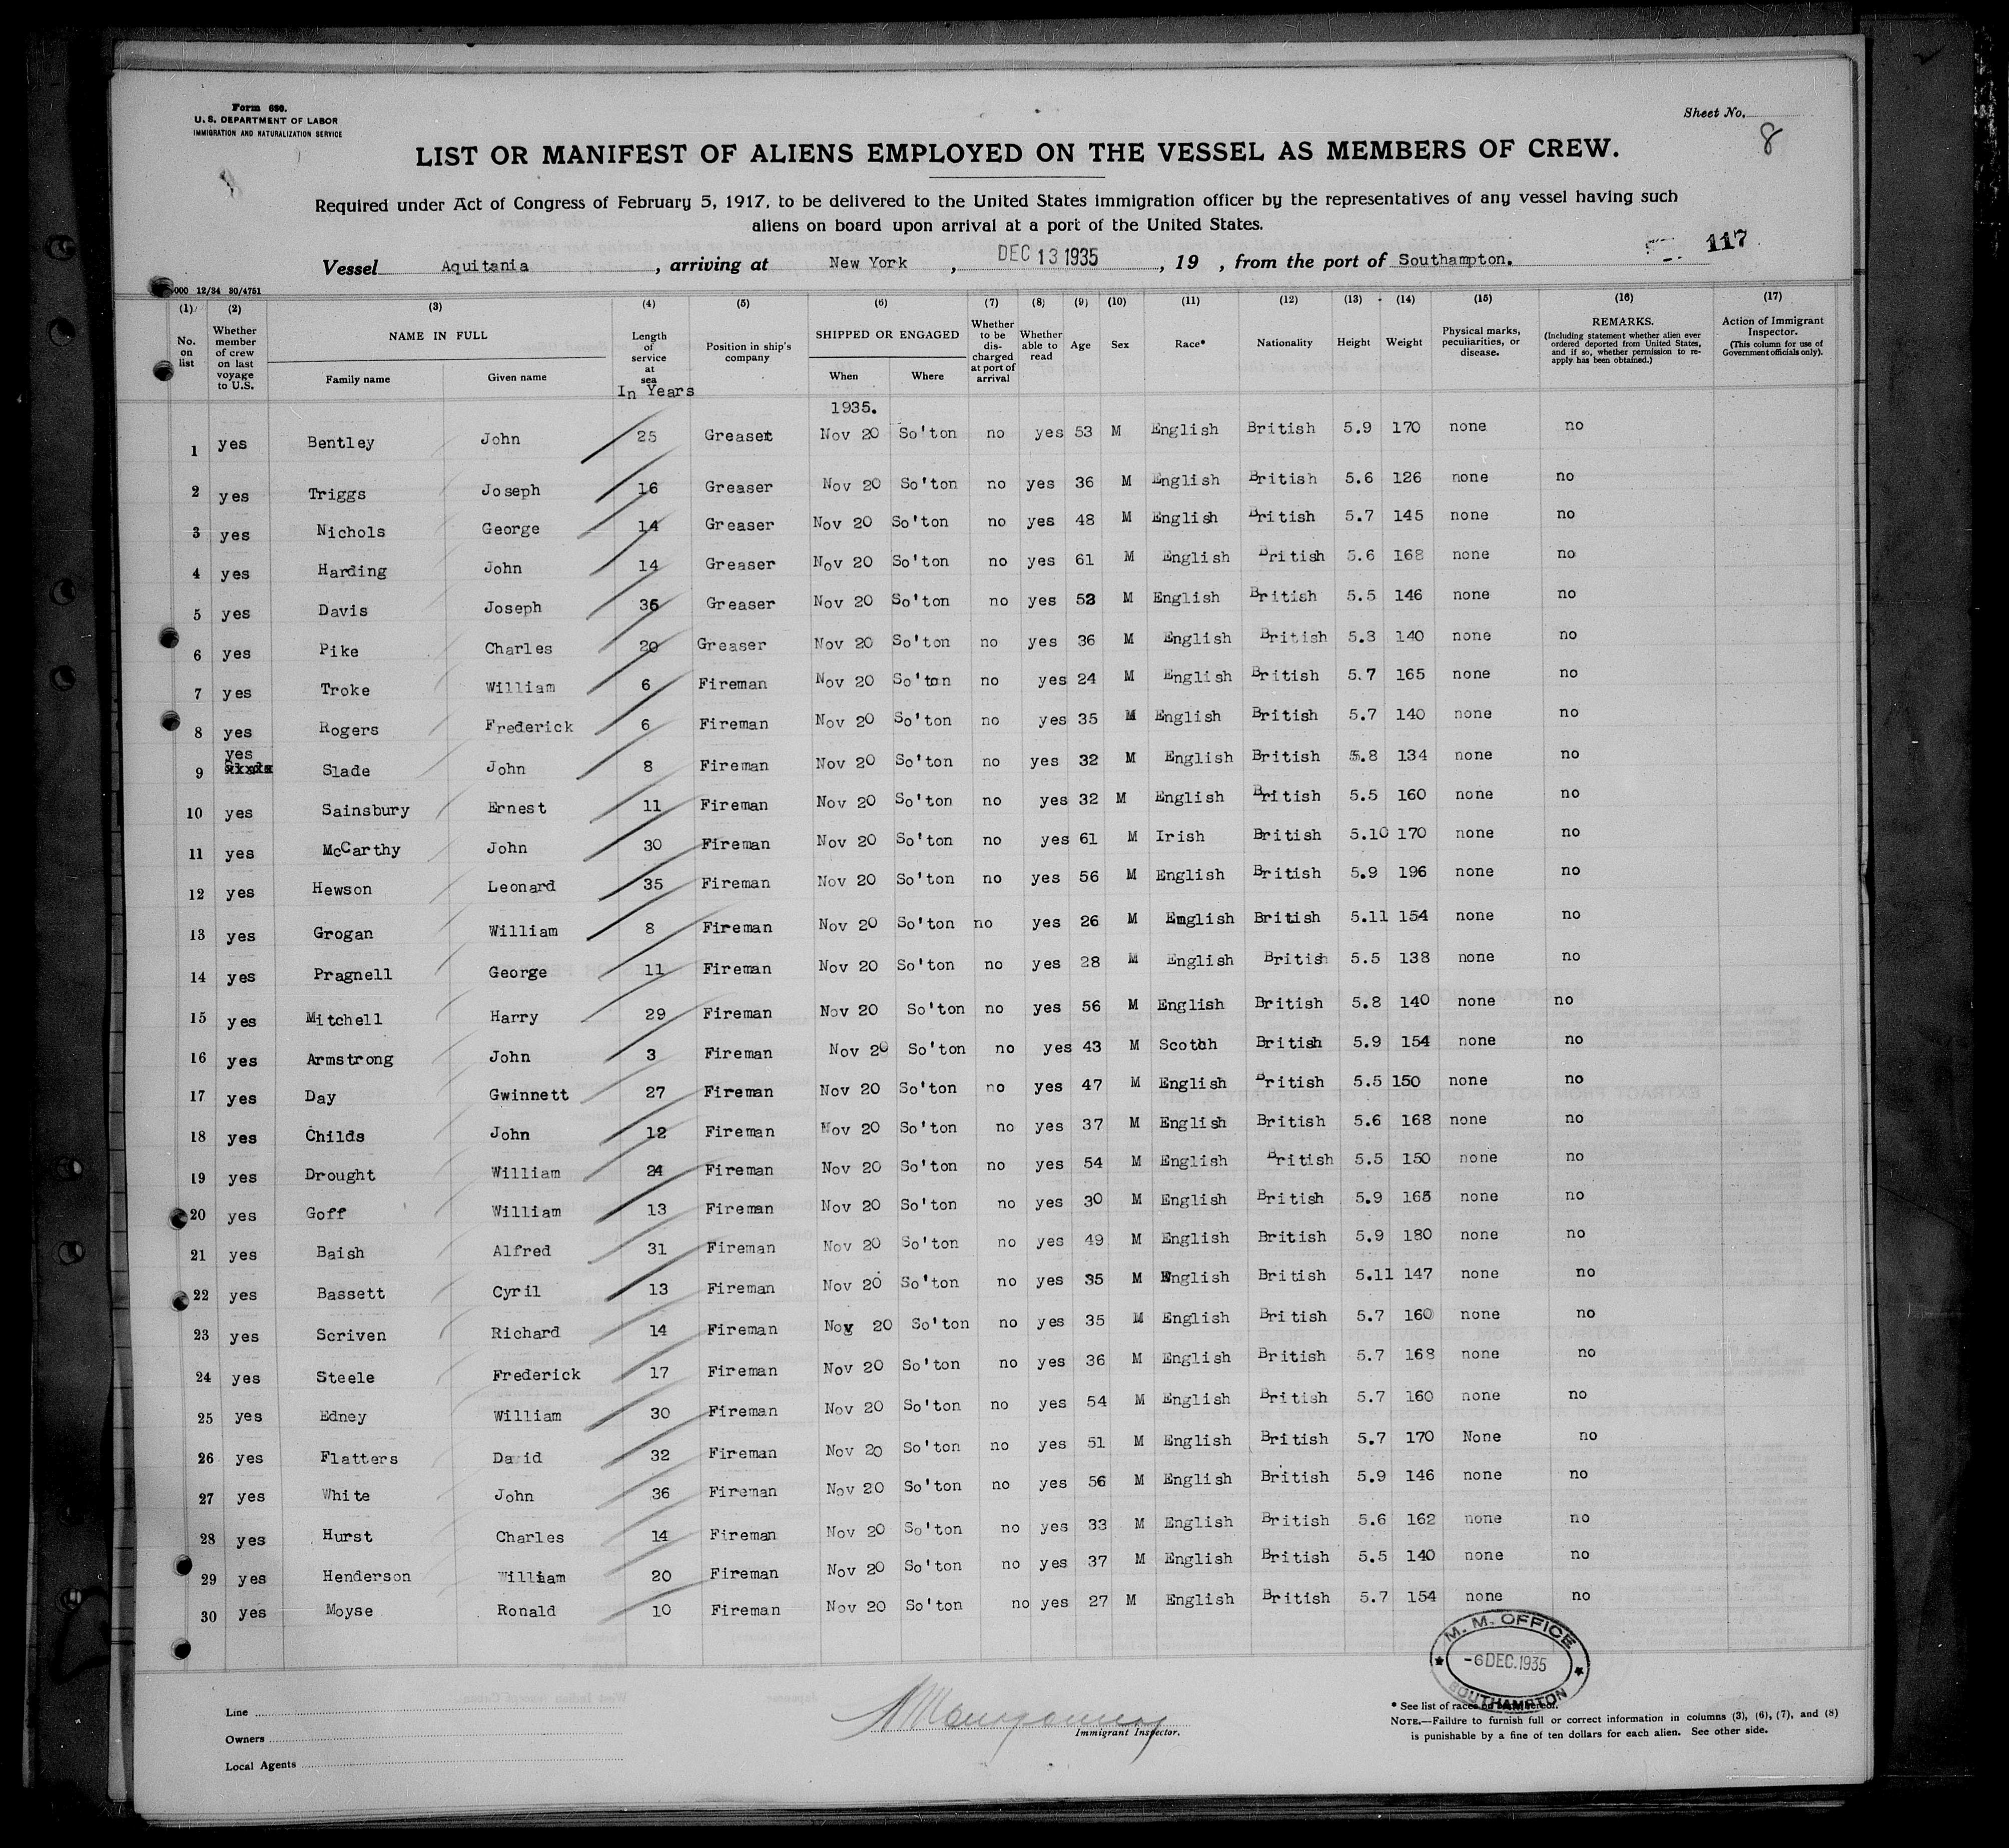 Form 680.
U. S. DEPARTMENT OF LABOR
IMMIGRATION AND NATURALIZATION SERVICE
Sheet No.
8
LIST OR MANIFEST OF ALIENS EMPLOYED ON THE VESSEL AS MEMBERS OF CREW.
Required under Act of Congress of February 5, 1917, to be delivered to the United States immigration officer by the representatives of any vessel having such
aliens on board upon arrival at a port of the United States.
117
Vessel Aquitania , arriving at New York , DEC 13 1935 , 19 , from the port of Southampton.
000 12/34 30/4751
(1) (2) (3) (4) (5) (6) (7) (8) (9) (10) (11) (12) (13) (14) (15) (16) (17)
No. on list Whether member of crew on last voyage to U.S. NAME IN FULL Family name Given name Length of service at sea In Years Position in ship's company SHIPPED OR ENGAGED When Where Whether to be discharged at port of arrival Whether able to read Age Sex Race* Nationality Height Weight Physical marks, peculiarities, or disease. REMARKS. (Including statement whether alien ever ordered deported from United States, and if so, whether permission to reapply has been obtained.) Action of Immigrant Inspector. (This column for use of Government officials only).
1935.
1 yes Bentley John 25 Greaser Nov 20 So'ton no yes 53 M English British 5.9 170 none no
2 yes Triggs Joseph 16 Greaser Nov 20 So'ton no yes 36 M English British 5.6 126 none no
3 yes Nichols George 14 Greaser Nov 20 So'ton no yes 48 M English British 5.7 145 none no
4 yes Harding John 14 Greaser Nov 20 So'ton no yes 61 M English British 5.6 168 none no
5 yes Davis Joseph 36 Greaser Nov 20 So'ton no yes 53 M English British 5.5 146 none no
6 yes Pike Charles 20 Greaser Nov 20 So'ton no yes 36 M English British 5.3 140 none no
7 yes Troke William 6 Fireman Nov 20 So'ton no yes 24 M English British 5.7 165 none no
8 yes Rogers Frederick 6 Fireman Nov 20 So'ton no yes 35 M English British 5.7 140 none no
9 yes Slade John 8 Fireman Nov 20 So'ton no yes 32 M English British 5.8 134 none no
10 yes Sainsbury Ernest 11 Fireman Nov 20 So'ton no yes 32 M English British 5.5 160 none no
11 yes McCarthy John 30 Fireman Nov 20 So'ton no yes 61 M Irish British 5.10 170 none no
12 yes Hewson Leonard 35 Fireman Nov 20 So'ton no yes 56 M English British 5.9 196 none no
13 yes Grogan William 8 Fireman Nov 20 So'ton no yes 26 M English British 5.11 154 none no
14 yes Pragnell George 11 Fireman Nov 20 So'ton no yes 28 M English British 5.5 138 none no
15 yes Mitchell Harry 29 Fireman Nov 20 So'ton no yes 56 M English British 5.8 140 none no
16 yes Armstrong John 3 Fireman Nov 20 So'ton no yes 43 M Scotch British 5.9 154 none no
17 yes Day Gwinnett 27 Fireman Nov 20 So'ton no yes 47 M English British 5.5 150 none no
18 yes Childs John 12 Fireman Nov 20 So'ton no yes 37 M English British 5.6 168 none no
19 yes Drought William 24 Fireman Nov 20 So'ton no yes 54 M English British 5.5 150 none no
20 yes Goff William 13 Fireman Nov 20 So'ton no yes 30 M English British 5.9 165 none no
21 yes Baish Alfred 31 Fireman Nov 20 So'ton no yes 49 M English British 5.9 180 none no
22 yes Bassett Cyril 13 Fireman Nov 20 So'ton no yes 35 M English British 5.11 147 none no
23 yes Scriven Richard 14 Fireman Nov 20 So'ton no yes 35 M English British 5.7 160 none no
24 yes Steele Frederick 17 Fireman Nov 20 So'ton no yes 36 M English British 5.7 168 none no
25 yes Edney William 30 Fireman Nov 20 So'ton no yes 54 M English British 5.7 160 none no
26 yes Flatters David 32 Fireman Nov 20 So'ton no yes 51 M English British 5.7 170 None no
27 yes White John 36 Fireman Nov 20 So'ton no yes 56 M English British 5.9 146 none no
28 yes Hurst Charles 14 Fireman Nov 20 So'ton no yes 33 M English British 5.6 162 none no
29 yes Henderson William 20 Fireman Nov 20 So'ton no yes 37 M English British 5.5 140 none no
30 yes Moyse Ronald 10 Fireman Nov 20 So'ton no yes 27 M English British 5.7 154 none no
M. M. OFFICE
-6 DEC. 1935
SOUTHAMPTON
Line
Owners
Local Agents
Immigrant Inspector.
* See list of races
NOTE.—Failure to furnish full or correct information in columns (3), (6), (7), and (8)
is punishable by a fine of ten dollars for each alien. See other side.